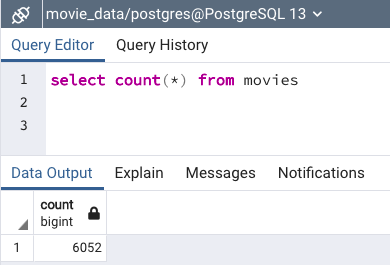 movie_data/postgres@PostgreSQL 13
Query Editor Query History
1 select count(*) from movies
2
3
Data Output Explain Messages Notifications
count
bigint
1 6052